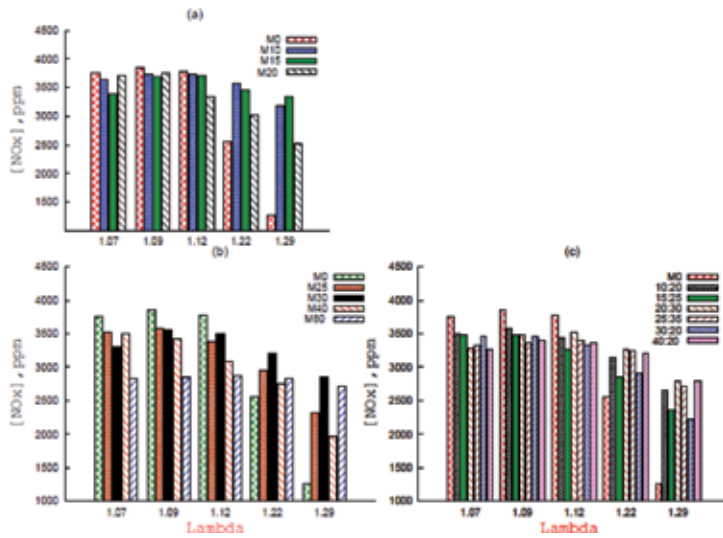 (a)
4500
4000
3500
3000
2500
2000
1500
[NOx],ppm
M0
M10
M15
M20
1.07 1.09 1.12 1.22 1.29
(b)
4500
4000
3500
3000
2500
2000
1500
1000
[NOx],ppm
M0
M25
M30
M40
M50
1.07 1.09 1.12 1.22 1.29
Lambda
(c)
4500
4000
3500
3000
2500
2000
1500
1000
[NOx],ppm
M0
10:20
15:25
20:30
25:35
30:20
40:20
1.07 1.09 1.12 1.22 1.29
Lambda